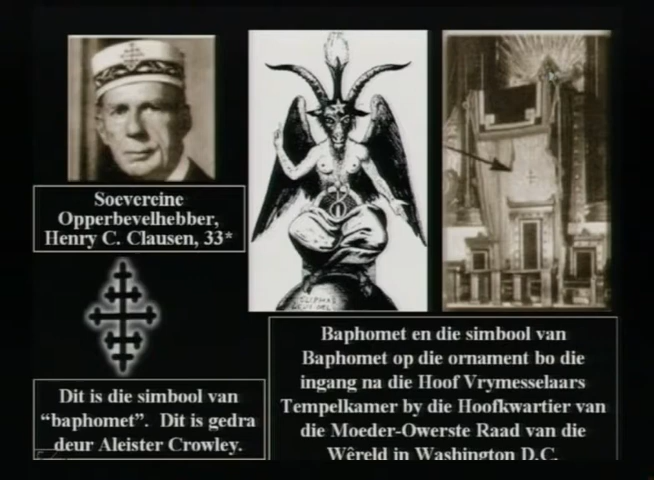 Soevereine
Opperbevelhebber,
Henry C. Clausen, 33*
Dit is die simbool van
“baphomet”. Dit is gedra
deur Aleister Crowley.
Baphomet en die simbool van
Baphomet op die ornament bo die
ingang na die Hoof Vrymesselaars
Tempelkamer by die Hoofkwartier van
die Moeder-Owerste Raad van die
Wêreld in Washington D.C.